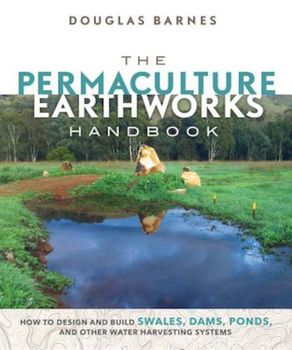 DOUGLAS BARNES
THE
PERMACULTURE
EARTHWORKS
HANDBOOK
HOW TO DESIGN AND BUILD SWALES, DAMS, PONDS,
AND OTHER WATER HARVESTING SYSTEMS